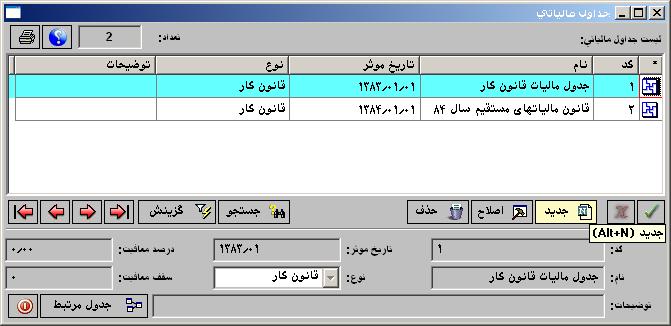 جداول مالیاتي
لیست جداول مالیاتي:
تعداد: 2
* کد نام تاریخ موثر نوع توضیحات
۱ جدول مالیات قانون کار ۱۳۸۳/۰۱/۰۱ قانون کار
۲ قانون مالیاتهای مستقیم سال ۸۴ ۱۳۸۴/۰۱/۰۱ قانون کار
جدید اصلاح حذف جستجو گزینش
جدید (Alt+N)
کد: ۱ تاریخ موثر: ۱۳۸۳/۰۱ درصد معافیت: ۰/۰۰
نام: جدول مالیات قانون کار نوع: قانون کار سقف معافیت: ۰
توضیحات: جدول مرتبط